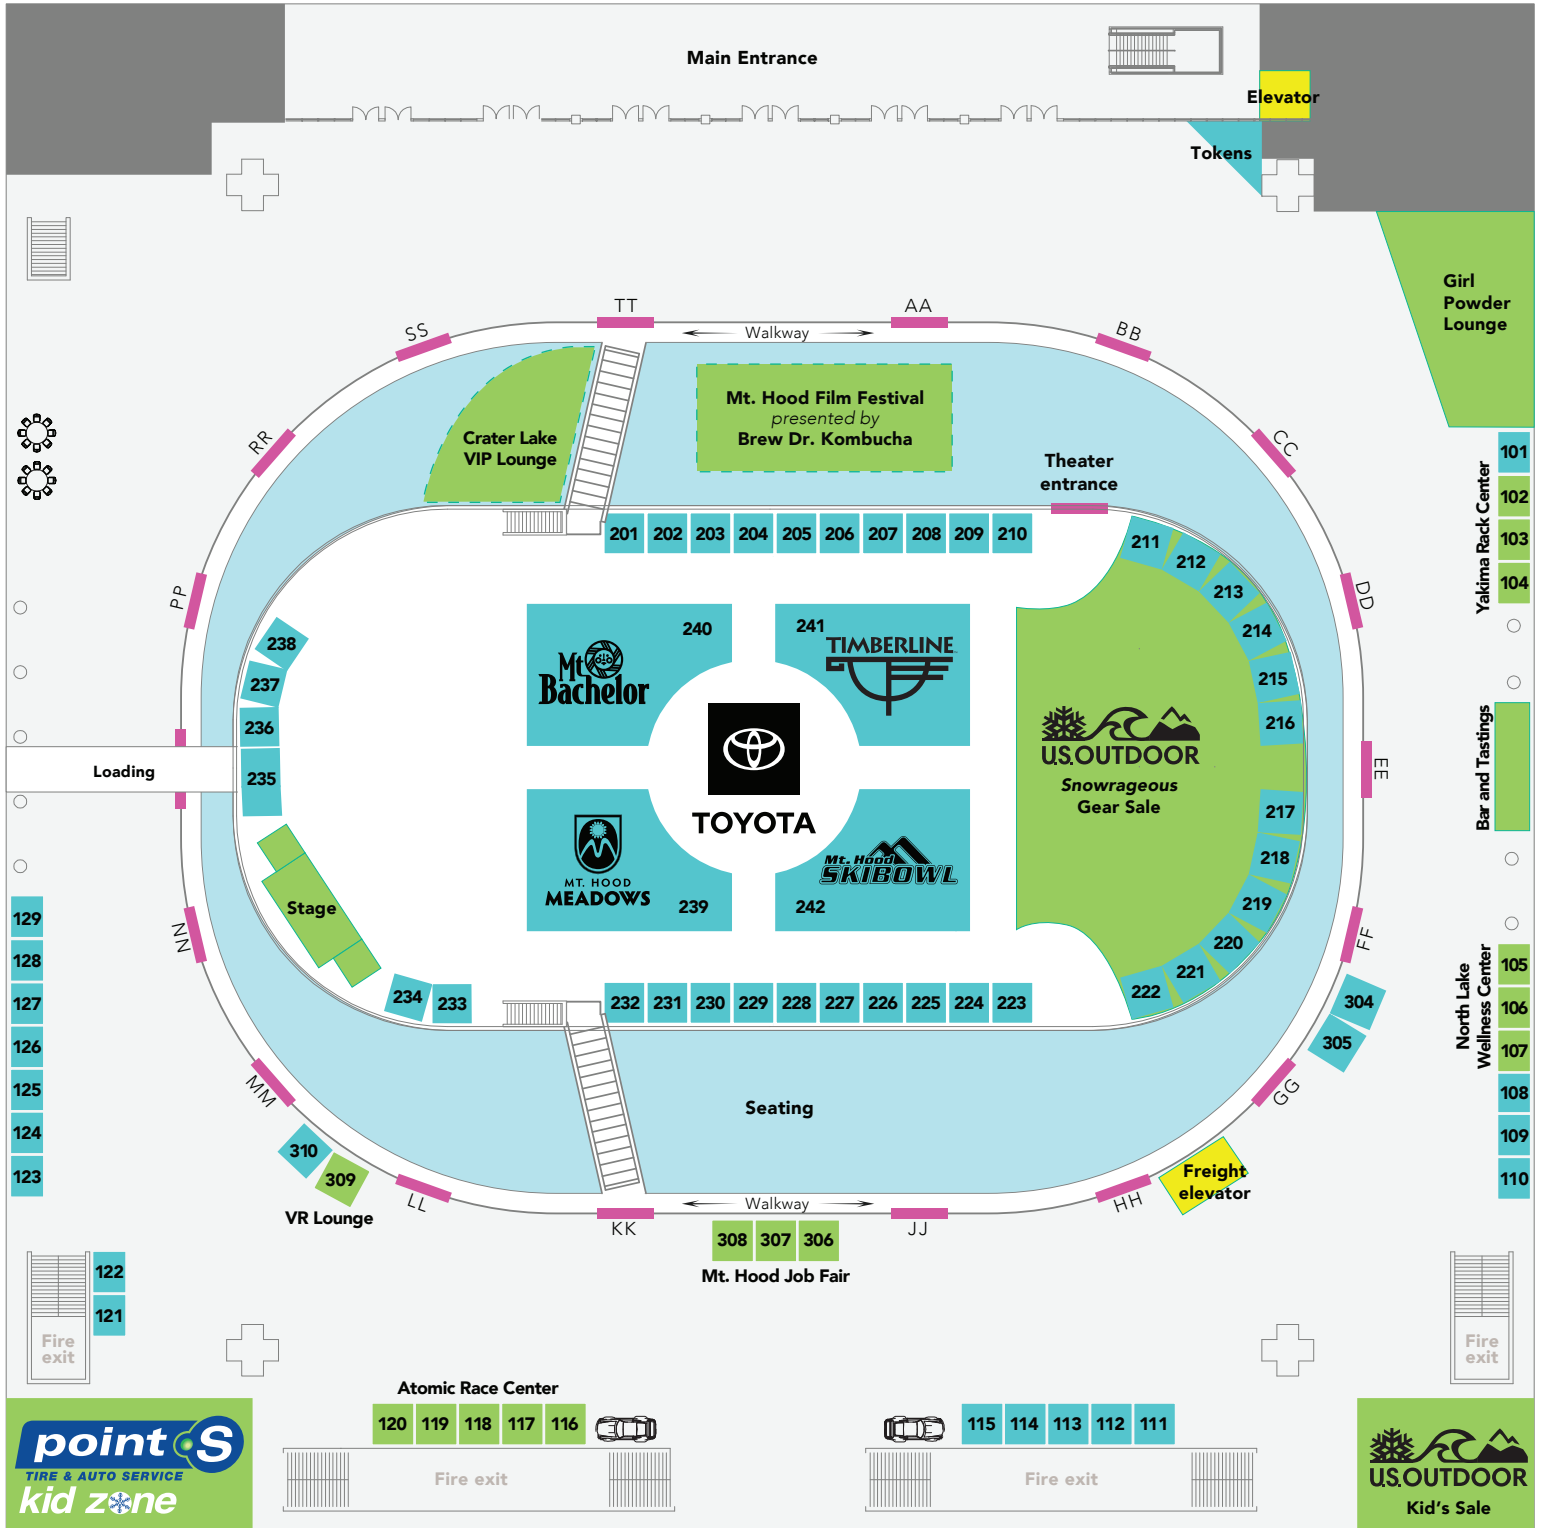 Main Entrance
Elevator
Tokens
Girl
Powder
Lounge
TT
AA
SS
BB
Walkway
RR
CC
Crater Lake
VIP Lounge
Mt. Hood Film Festival
presented by
Brew Dr. Kombucha
Theater
entrance
101
102
103
104
Yakima Rack Center
201 202 203 204 205 206 207 208 209 210
211
212
213
214
215
216
PP
DD
238
237
236
235
Loading
240
Mt
Bachelor
241
TIMBERLINE
TOYOTA
U.S.OUTDOOR
Snowrageous
Gear Sale
EE
Bar and Tastings
MT. HOOD
MEADOWS
239
Mt. Hood
SKIBOWL
242
217
218
219
220
221
222
Stage
NN
FF
129
128
127
126
125
124
123
234 233
232 231 230 229 228 227 226 225 224 223
304
305
North Lake
Wellness Center
105
106
107
108
109
110
MM
GG
Seating
310
309
VR Lounge
LL
KK
Walkway
JJ
HH
Freight
elevator
308 307 306
Mt. Hood Job Fair
122
121
Fire
exit
Fire
exit
Atomic Race Center
120 119 118 117 116
115 114 113 112 111
Fire exit
Fire exit
point S
TIRE & AUTO SERVICE
kid zone
U.S.OUTDOOR
Kid's Sale